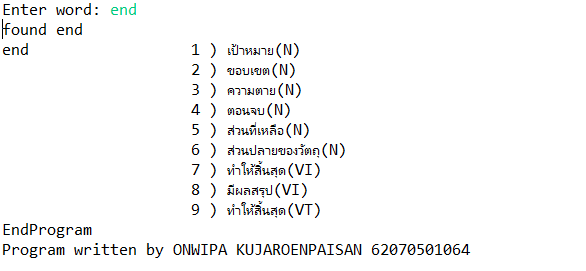 Enter word: end
found end
end 1 ) เป้าหมาย(N)
2 ) ขอบเขต(N)
3 ) ความตาย(N)
4 ) ตอนจบ(N)
5 ) ส่วนที่เหลือ(N)
6 ) ส่วนปลายของวัตถุ(N)
7 ) ทำให้สิ้นสุด(VI)
8 ) มีผลสรุป(VI)
9 ) ทำให้สิ้นสุด(VT)
EndProgram
Program written by ONWIPA KUJAROENPAISAN 62070501064